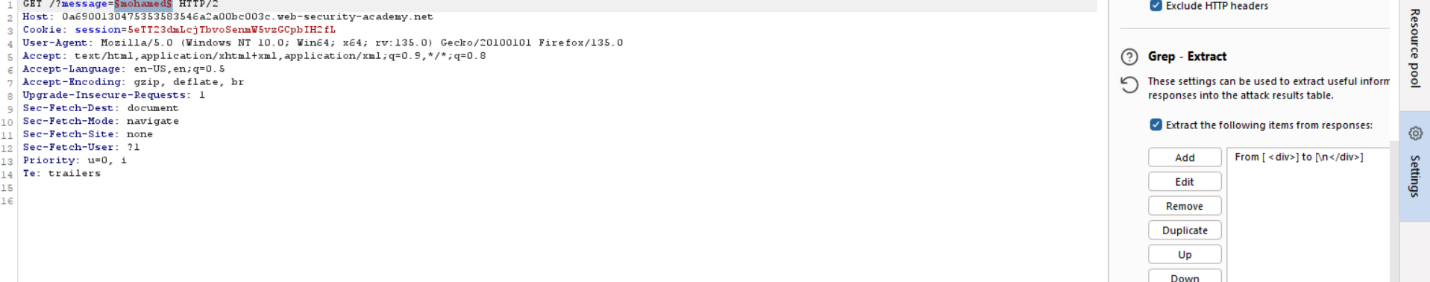 1 GET /?message=§mohamed§ HTTP/2
2 Host: 0a6900130475353583546a2a00bc003c.web-security-academy.net
3 Cookie: session=5eTT23dmLcjTbvoSenmW5vzGCpbIH2fL
4 User-Agent: Mozilla/5.0 (Windows NT 10.0; Win64; x64; rv:135.0) Gecko/20100101 Firefox/135.0
5 Accept: text/html,application/xhtml+xml,application/xml;q=0.9,*/*;q=0.8
6 Accept-Language: en-US,en;q=0.5
7 Accept-Encoding: gzip, deflate, br
8 Upgrade-Insecure-Requests: 1
9 Sec-Fetch-Dest: document
10 Sec-Fetch-Mode: navigate
11 Sec-Fetch-Site: none
12 Sec-Fetch-User: ?1
13 Priority: u=0, i
14 Te: trailers
15
16
Exclude HTTP headers
Grep - Extract
These settings can be used to extract useful inform
responses into the attack results table.
Extract the following items from responses:
Add
From [ <div>] to [\n</div>]
Edit
Remove
Duplicate
Up
Down
Resource pool
Settings